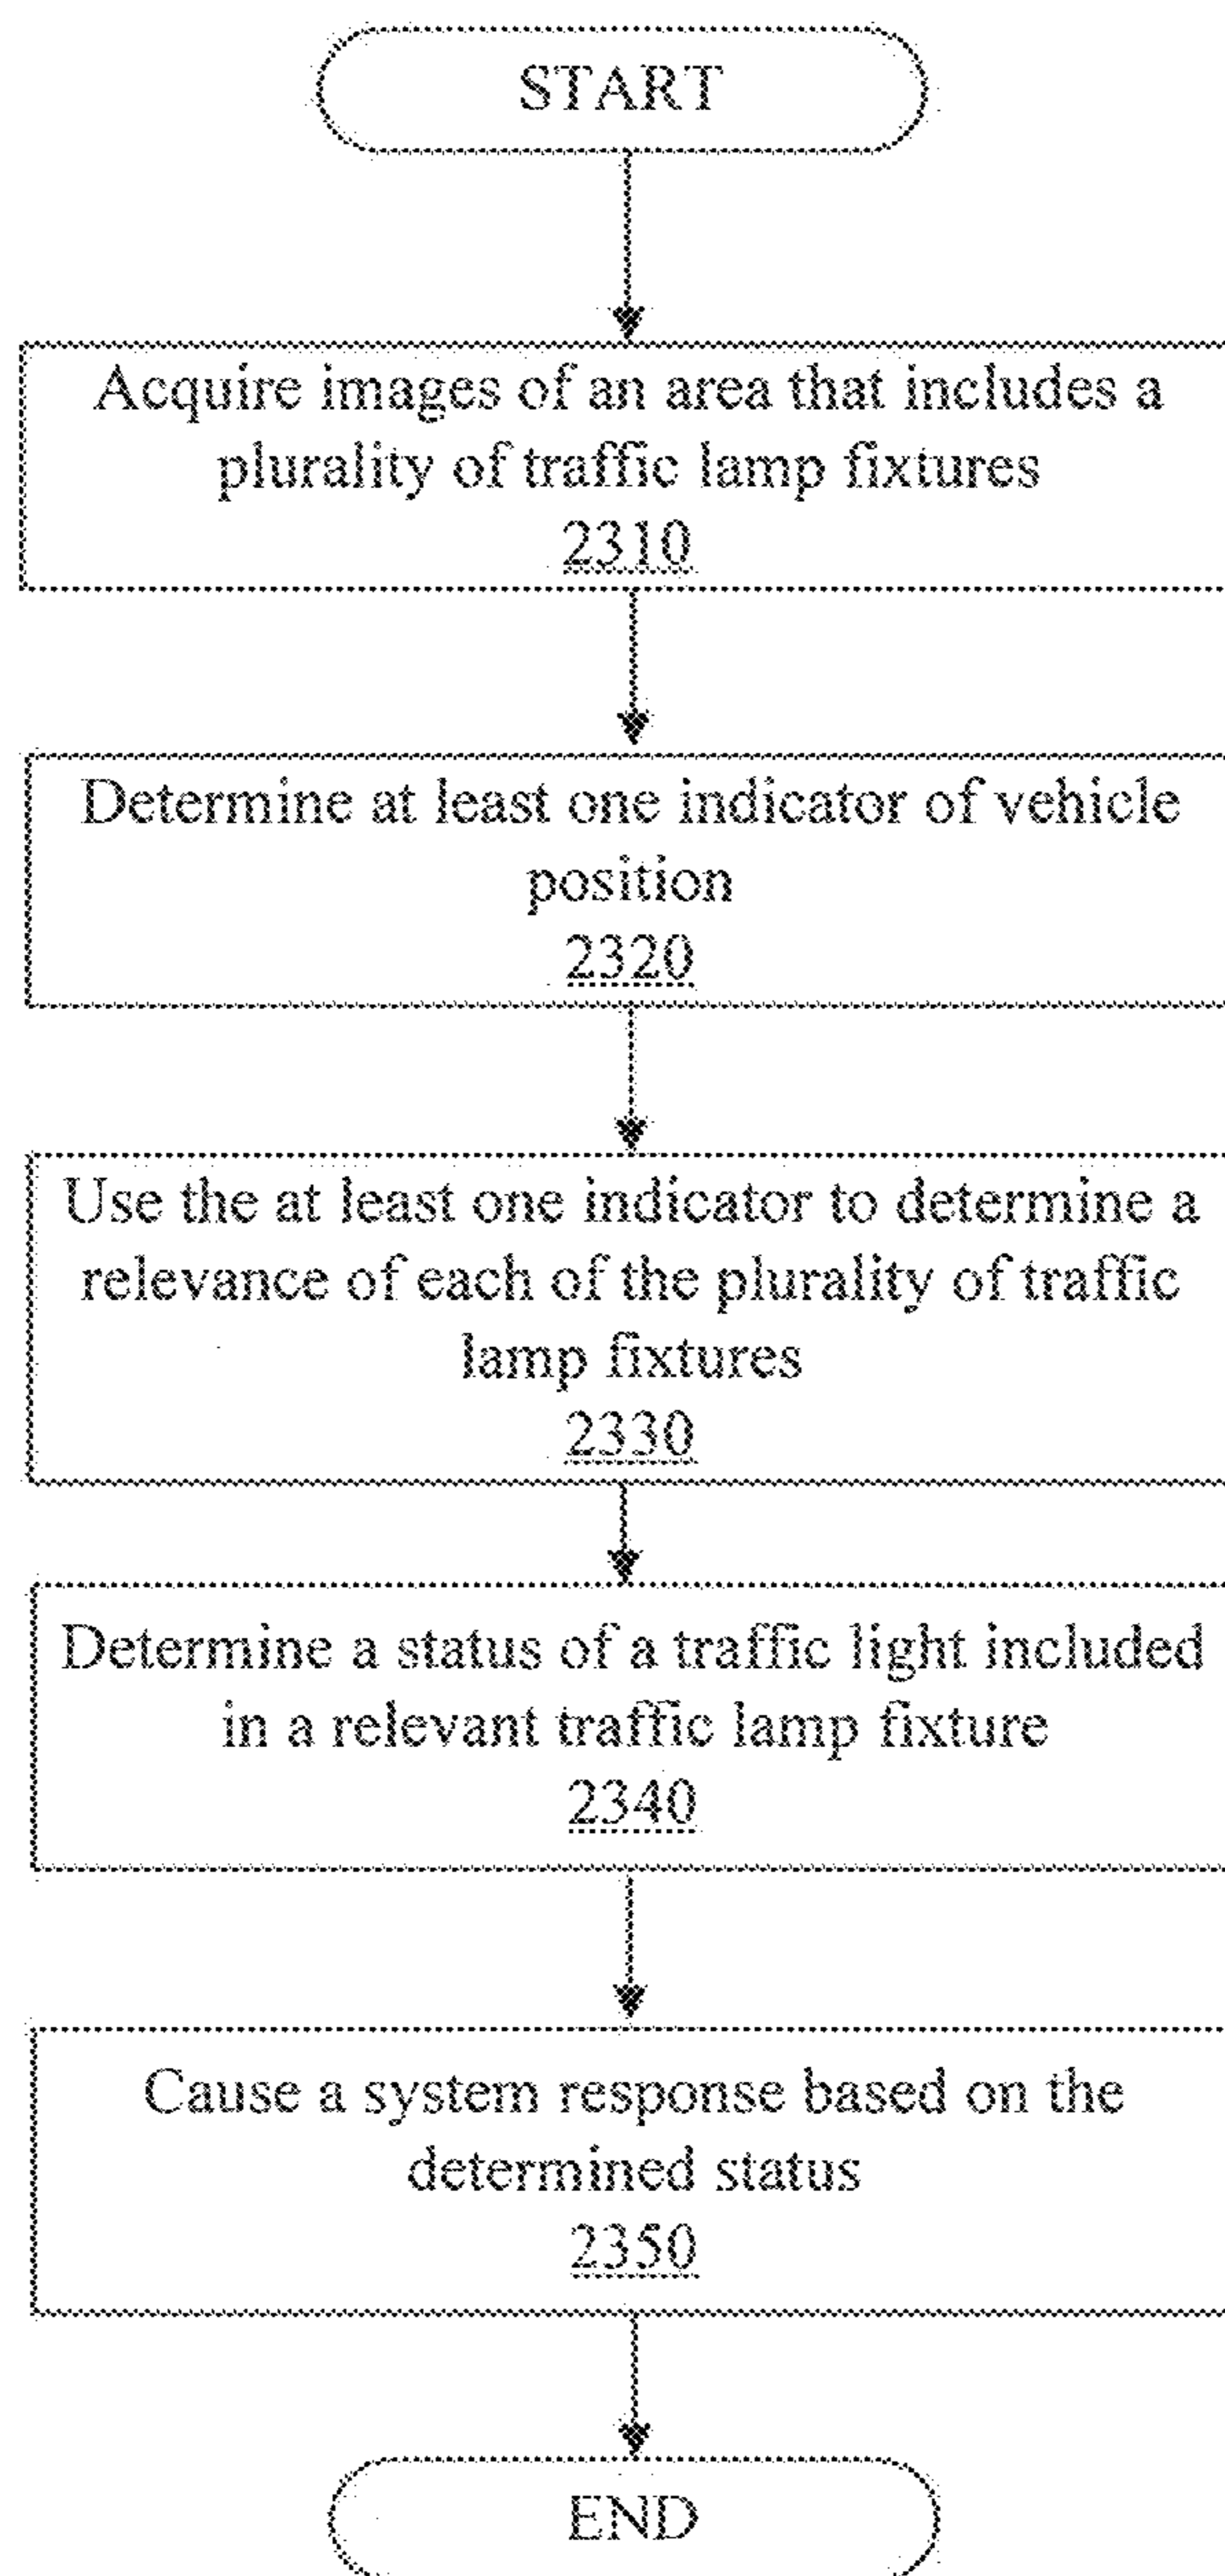 START
Acquire images of an area that includes a
plurality of traffic lamp fixtures
2310
Determine at least one indicator of vehicle
position
2320
Use the at least one indicator to determine a
relevance of each of the plurality of traffic
lamp fixtures
2330
Determine a status of a traffic light included
in a relevant traffic lamp fixture
2340
Cause a system response based on the
determined status
2350
END